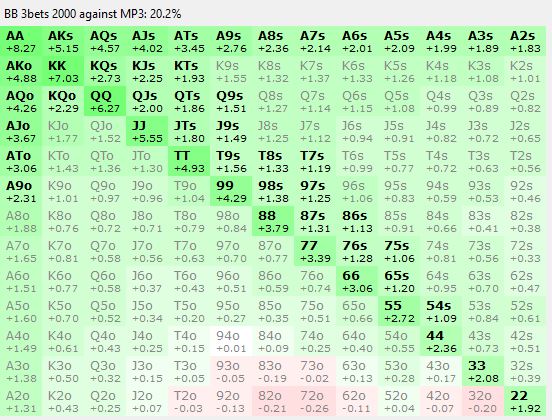 BB 3bets 2000 against MP3: 20.2%
AA AKs AQs AJs ATs A9s A8s A7s A6s A5s A4s A3s A2s
+8.27 +5.15 +4.57 +4.02 +3.45 +2.76 +2.36 +2.14 +2.01 +2.09 +1.99 +1.89 +1.83
AKo KK KQs KJs KTs K9s K8s K7s K6s K5s K4s K3s K2s
+4.88 +7.03 +2.73 +2.25 +1.93 +1.55 +1.32 +1.37 +1.33 +1.26 +1.18 +1.08 +1.01
AQo KQo QQ QJs QTs Q9s Q8s Q7s Q6s Q5s Q4s Q3s Q2s
+4.26 +2.29 +6.27 +2.00 +1.86 +1.51 +1.27 +1.14 +1.15 +1.08 +0.99 +0.89 +0.82
AJo KJo QJo JJ JTs J9s J8s J7s J6s J5s J4s J3s J2s
+3.67 +1.77 +1.52 +5.55 +1.80 +1.49 +1.25 +1.12 +0.94 +0.91 +0.82 +0.72 +0.65
ATo KTo QTo JTo TT T9s T8s T7s T6s T5s T4s T3s T2s
+3.06 +1.43 +1.36 +1.30 +4.93 +1.56 +1.33 +1.19 +0.99 +0.77 +0.72 +0.63 +0.56
A9o K9o Q9o J9o T9o 99 98s 97s 96s 95s 94s 93s 92s
+2.31 +1.01 +0.97 +0.96 +1.04 +4.29 +1.38 +1.25 +1.06 +0.83 +0.59 +0.53 +0.46
A8o K8o Q8o J8o T8o 98o 88 87s 86s 85s 84s 83s 82s
+1.88 +0.76 +0.72 +0.71 +0.79 +0.84 +3.79 +1.31 +1.13 +0.91 +0.66 +0.41 +0.38
A7o K7o Q7o J7o T7o 97o 87o 77 76s 75s 74s 73s 72s
+1.65 +0.81 +0.58 +0.56 +0.63 +0.70 +0.78 +3.39 +1.28 +1.06 +0.81 +0.56 +0.33
A6o K6o Q6o J6o T6o 96o 86o 76o 66 65s 64s 63s 62s
+1.51 +0.77 +0.58 +0.36 +0.43 +0.51 +0.59 +0.74 +3.06 +1.20 +0.95 +0.70 +0.47
A5o K5o Q5o J5o T5o 95o 85o 75o 65o 55 54s 53s 52s
+1.60 +0.70 +0.52 +0.34 +0.20 +0.27 +0.35 +0.51 +0.66 +2.72 +1.09 +0.84 +0.61
A4o K4o Q4o J4o T4o 94o 84o 74o 64o 54o 44 43s 42s
+1.49 +0.61 +0.43 +0.25 +0.15 +0.01 +0.09 +0.25 +0.40 +0.55 +2.36 +0.73 +0.51
A3o K3o Q3o J3o T3o 93o 83o 73o 63o 53o 43o 33 32s
+1.38 +0.50 +0.32 +0.15 +0.05 -0.05 -0.19 -0.02 +0.13 +0.28 +0.17 +2.08 +0.39
A2o K2o Q2o J2o T2o 92o 82o 72o 62o 52o 42o 32o 22
+1.31 +0.43 +0.25 +0.07 -0.03 -0.13 -0.21 -0.26 -0.11 +0.04 -0.07 -0.20 +1.92